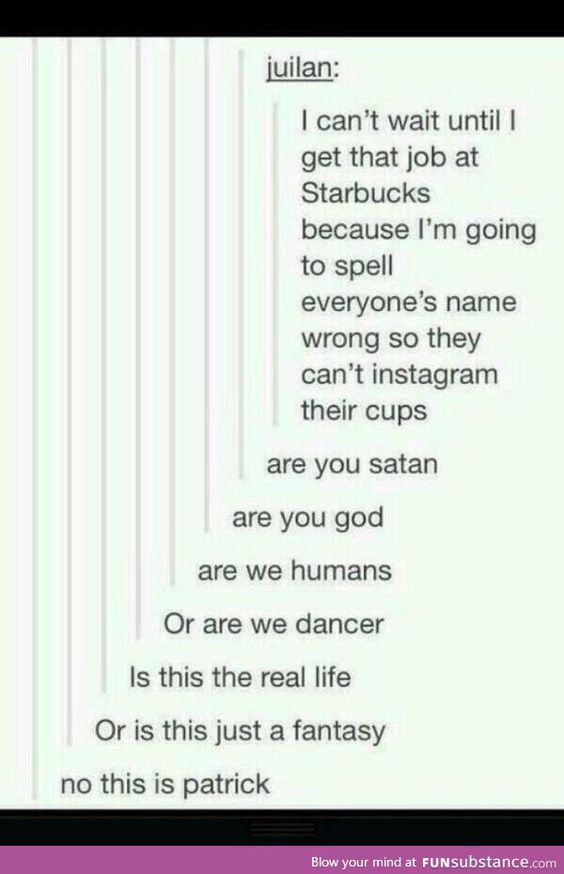 juilan:
I can't wait until I
get that job at
Starbucks
because I'm going
to spell
everyone's name
wrong so they
can't instagram
their cups
are you satan
are you god
are we humans
Or are we dancer
Is this the real life
Or is this just a fantasy
no this is patrick
Blow your mind at FUNsubstance.com